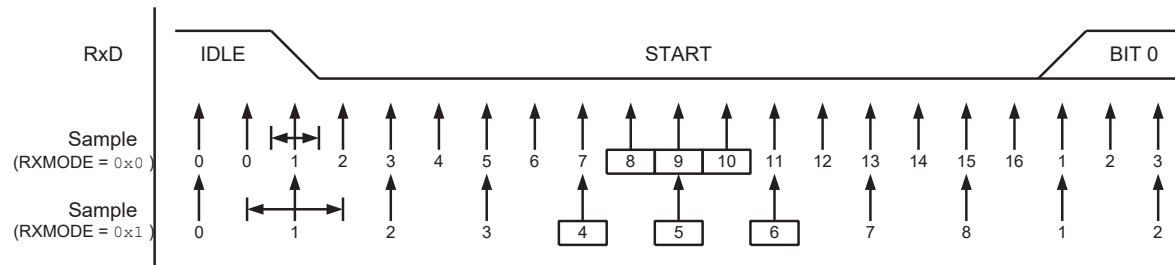 RxD IDLE START BIT 0
Sample
(RXMODE = 0x0 ) 0 0 1 2 3 4 5 6 7 8 9 10 11 12 13 14 15 16 1 2 3
Sample
(RXMODE = 0x1 ) 0 1 2 3 4 5 6 7 8 1 2